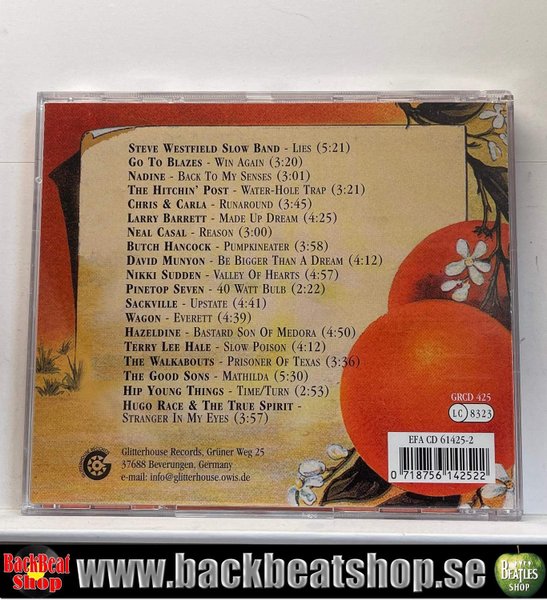 STEVE WESTFIELD SLOW BAND - LIES (5:21)
GO TO BLAZES - WIN AGAIN (3:20)
NADINE - BACK TO MY SENSES (3:01)
THE HITCHIN' POST - WATER-HOLE TRAP (3:21)
CHRIS & CARLA - RUNAROUND (3:45)
LARRY BARRETT - MADE UP DREAM (4:25)
NEAL CASAL - REASON (3:00)
BUTCH HANCOCK - PUMPKINEATER (3:58)
DAVID MUNYON - BE BIGGER THAN A DREAM (4:12)
NIKKI SUDDEN - VALLEY OF HEARTS (4:57)
PINETOP SEVEN - 40 WATT BULB (2:22)
SACKVILLE - UPSTATE (4:41)
WAGON - EVERETT (4:39)
HAZELDINE - BASTARD SON OF MEDORA (4:50)
TERRY LEE HALE - SLOW POISON (4:12)
THE WALKABOUTS - PRISONER OF TEXAS (3:36)
THE GOOD SONS - MATHILDA (5:30)
HIP YOUNG THINGS - TIME/TURN (2:53)
HUGO RACE & THE TRUE SPIRIT -
STRANGER IN MY EYES (3:57)
GRCD 425
LC 8323
EFA CD 61425-2
0 718756 142522
Glitterhouse Records, Grüner Weg 25
37688 Beverungen, Germany
e-mail: info@glitterhouse.owis.de
BackBeat
Shop
www.backbeatshop.se
BEATLES
SHOP